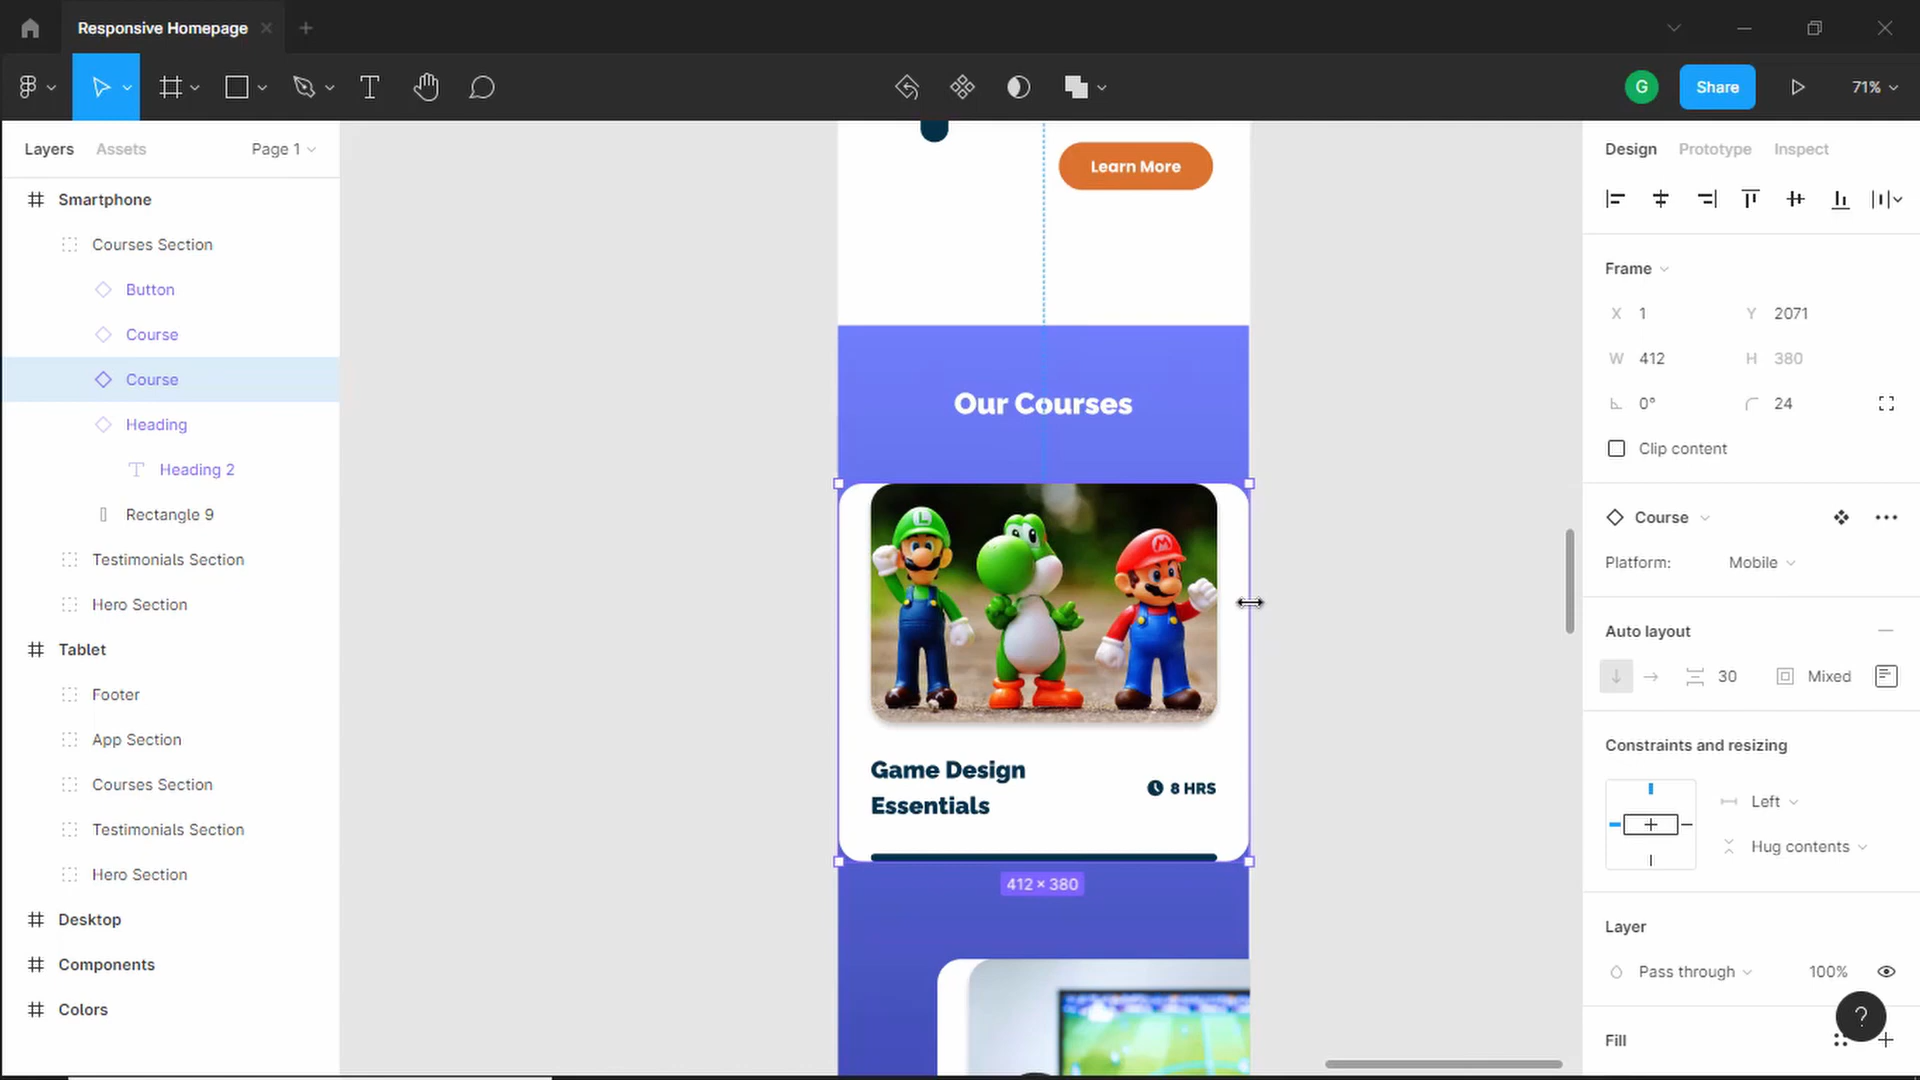 Responsive Homepage
G
Share
71%
Layers
Assets
Page 1
Smartphone
Courses Section
Button
Course
Course
Heading
Heading 2
Rectangle 9
Testimonials Section
Hero Section
Tablet
Footer
App Section
Courses Section
Testimonials Section
Hero Section
Desktop
Components
Colors
Learn More
Our Courses
L
M
Game Design
Essentials
8 HRS
412 × 380
Design
Prototype
Inspect
Frame
X 1
Y 2071
W 412
H 380
0°
24
Clip content
Course
Platform:
Mobile
Auto layout
30
Mixed
Constraints and resizing
Left
Hug contents
Layer
Pass through
100%
?
Fill